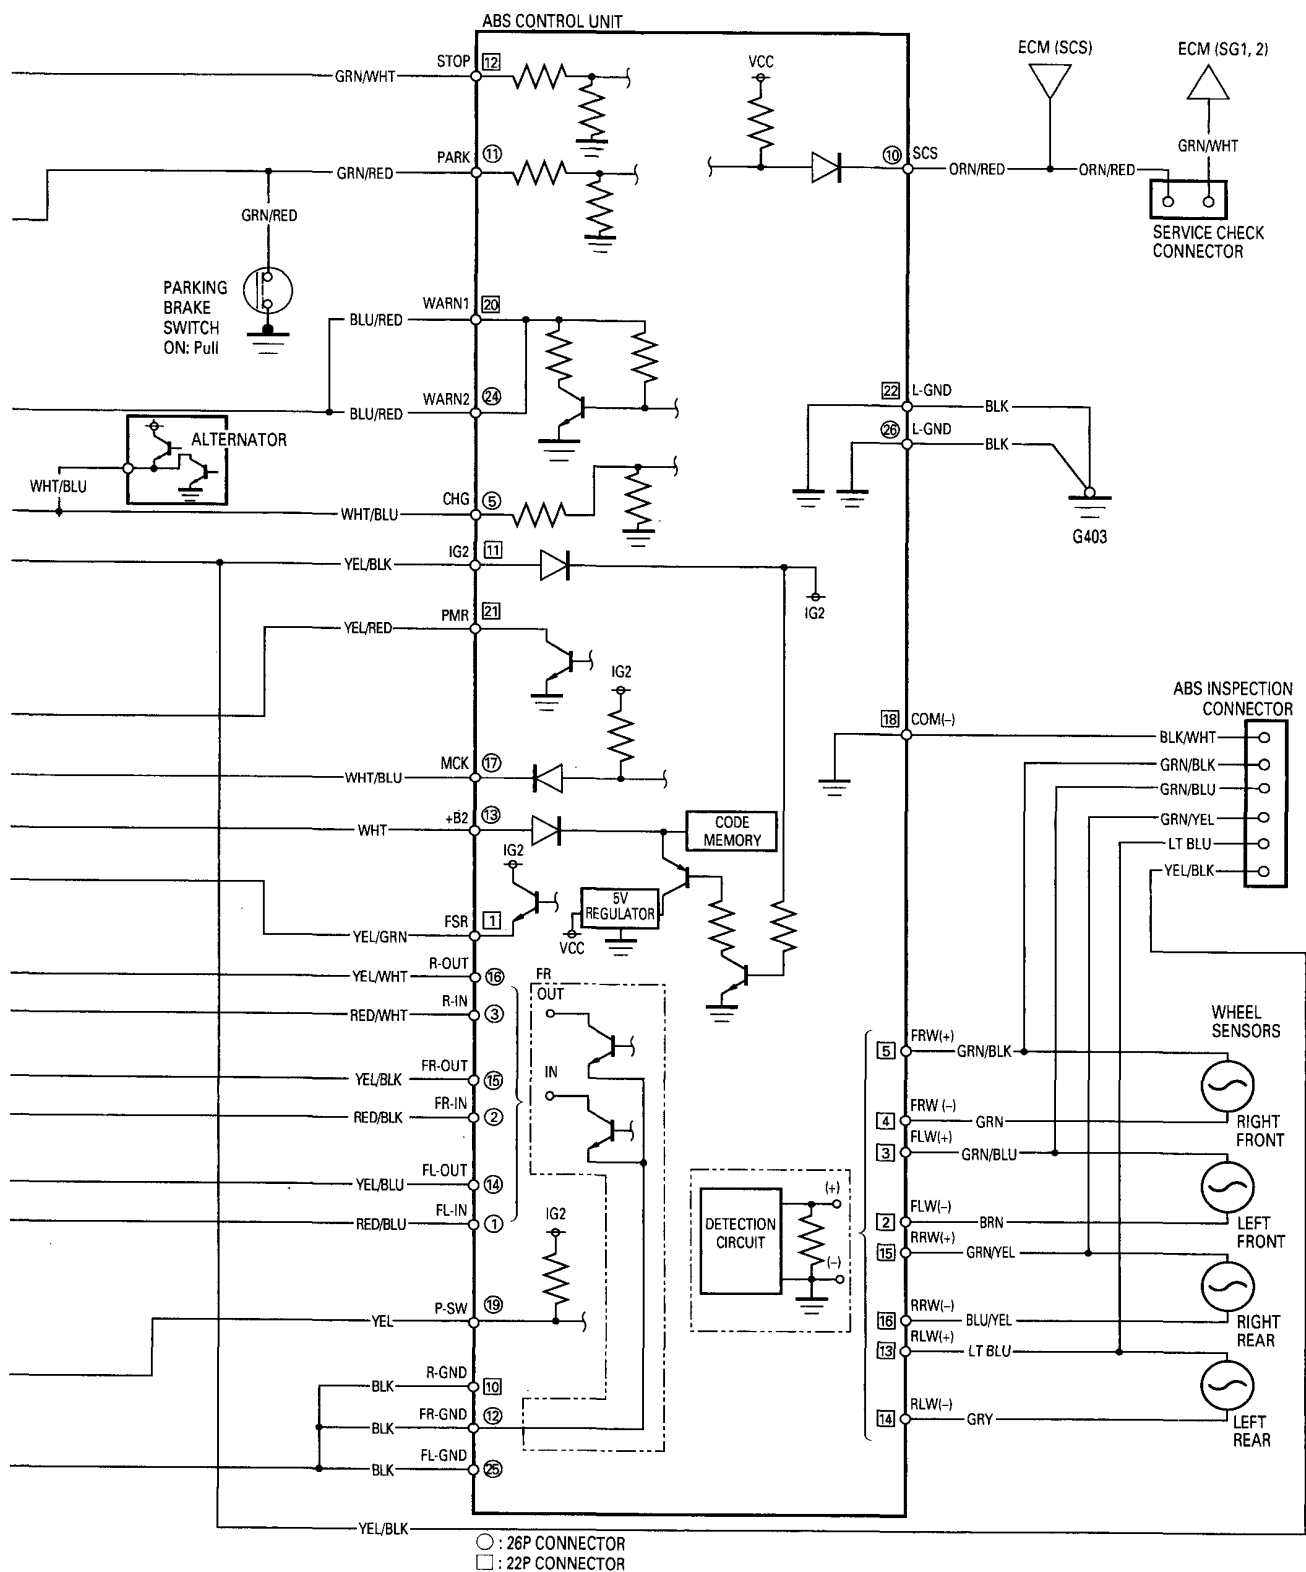 ABS CONTROL UNIT
STOP
12
GRN/WHT
VCC
ECM (SCS)
ECM (SG1, 2)
GRN/WHT
PARK
11
GRN/RED
10
SCS
ORN/RED
ORN/RED
SERVICE CHECK
CONNECTOR
GRN/RED
PARKING
BRAKE
SWITCH
ON: Pull
WARN1
20
BLU/RED
WARN2
24
BLU/RED
22
L-GND
BLK
26
L-GND
BLK
G403
ALTERNATOR
WHT/BLU
CHG
5
WHT/BLU
IG2
11
YEL/BLK
IG2
PMR
21
YEL/RED
IG2
18
COM(-)
ABS INSPECTION
CONNECTOR
BLK/WHT
GRN/BLK
GRN/BLU
GRN/YEL
LT BLU
YEL/BLK
MCK
17
WHT/BLU
+B2
13
WHT
CODE
MEMORY
IG2
5V
REGULATOR
VCC
FSR
1
YEL/GRN
R-OUT
16
YEL/WHT
R-IN
3
RED/WHT
FR
OUT
IN
FR-OUT
15
YEL/BLK
FR-IN
2
RED/BLK
FL-OUT
14
YEL/BLU
FL-IN
1
RED/BLU
IG2
P-SW
19
YEL
R-GND
10
BLK
FR-GND
12
BLK
FL-GND
25
BLK
YEL/BLK
DETECTION
CIRCUIT
(+)
(-)
WHEEL
SENSORS
5
FRW(+)
GRN/BLK
4
FRW (-)
GRN
RIGHT
FRONT
3
FLW(+)
GRN/BLU
2
FLW(-)
BRN
LEFT
FRONT
15
RRW(+)
GRN/YEL
16
RRW(-)
BLU/YEL
RIGHT
REAR
13
RLW(+)
LT BLU
14
RLW(-)
GRY
LEFT
REAR
: 26P CONNECTOR
: 22P CONNECTOR